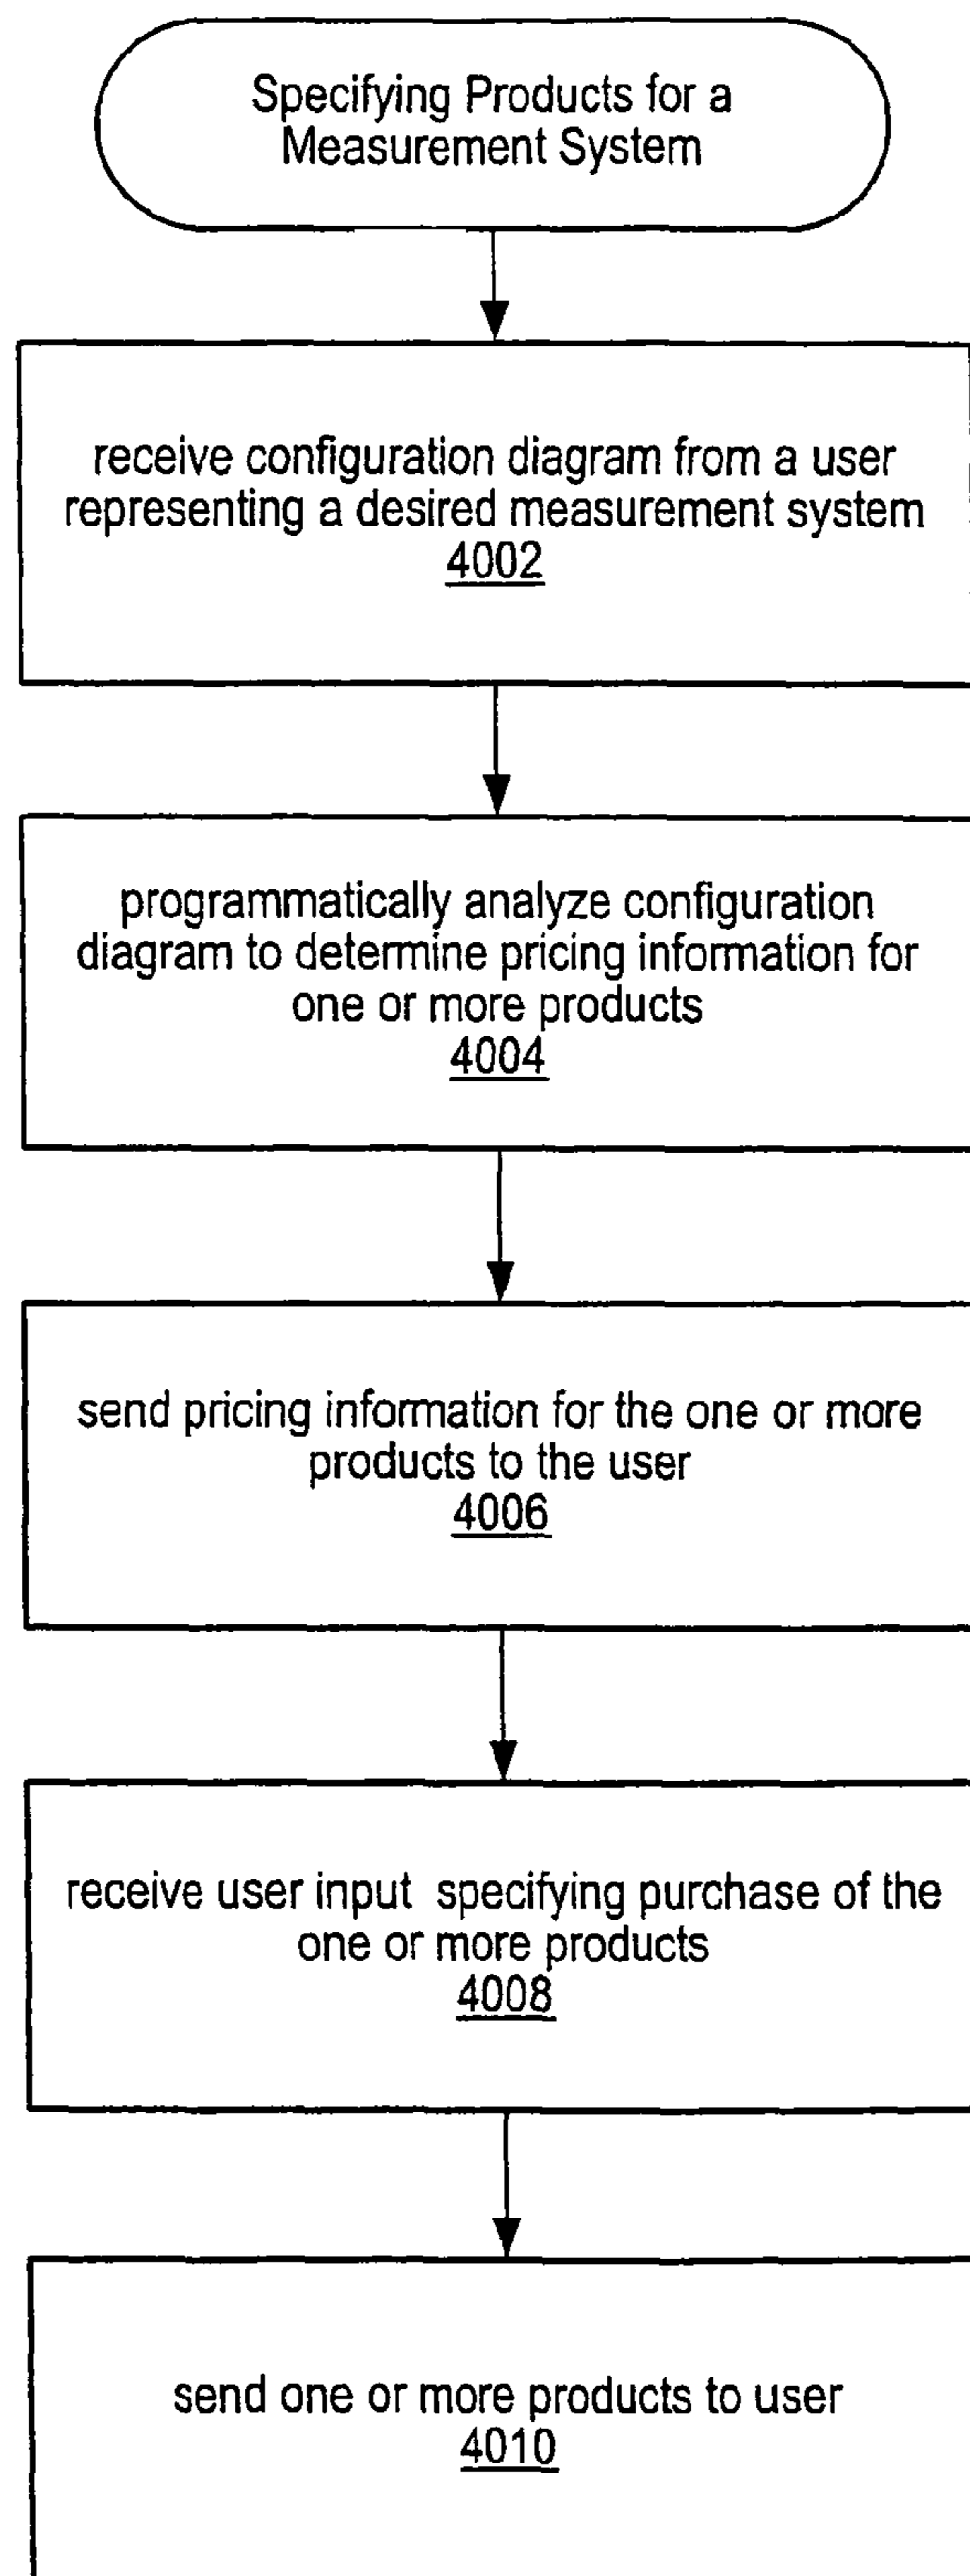 Specifying Products for a
Measurement System
receive configuration diagram from a user
representing a desired measurement system
4002
programmatically analyze configuration
diagram to determine pricing information for
one or more products
4004
send pricing information for the one or more
products to the user
4006
receive user input specifying purchase of the
one or more products
4008
send one or more products to user
4010